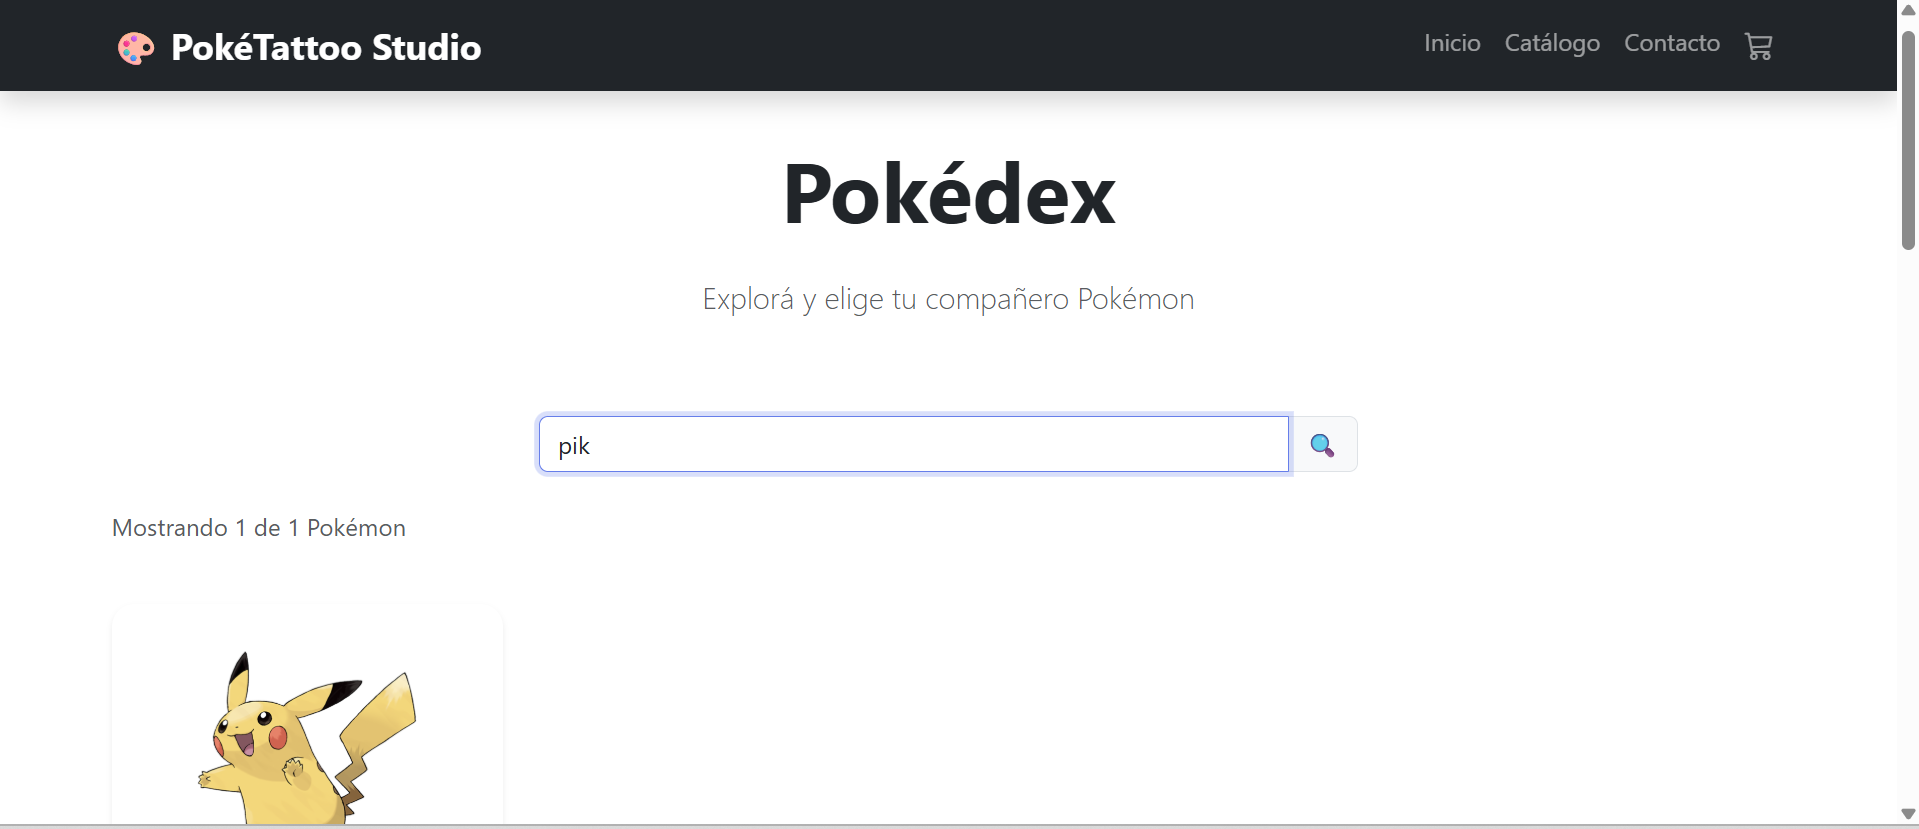 PokéTattoo Studio
Inicio Catálogo Contacto
Pokédex
Explorá y elige tu compañero Pokémon
pik
Mostrando 1 de 1 Pokémon